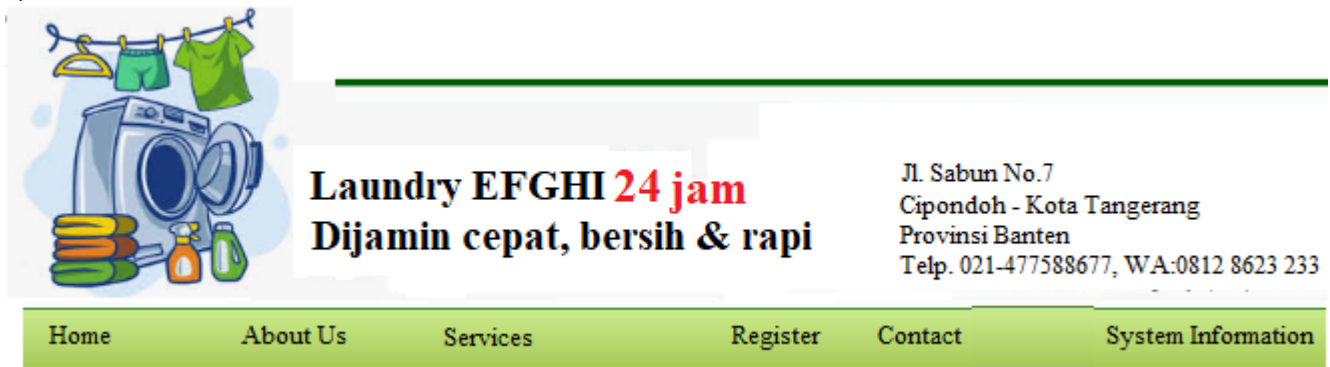 Laundry EFGHI 24 jam
Dijamin cepat, bersih & rapi
Jl. Sabun No.7
Cipondoh - Kota Tangerang
Provinsi Banten
Telp. 021-477588677, WA:0812 8623 233
Home About Us Services Register Contact System Information